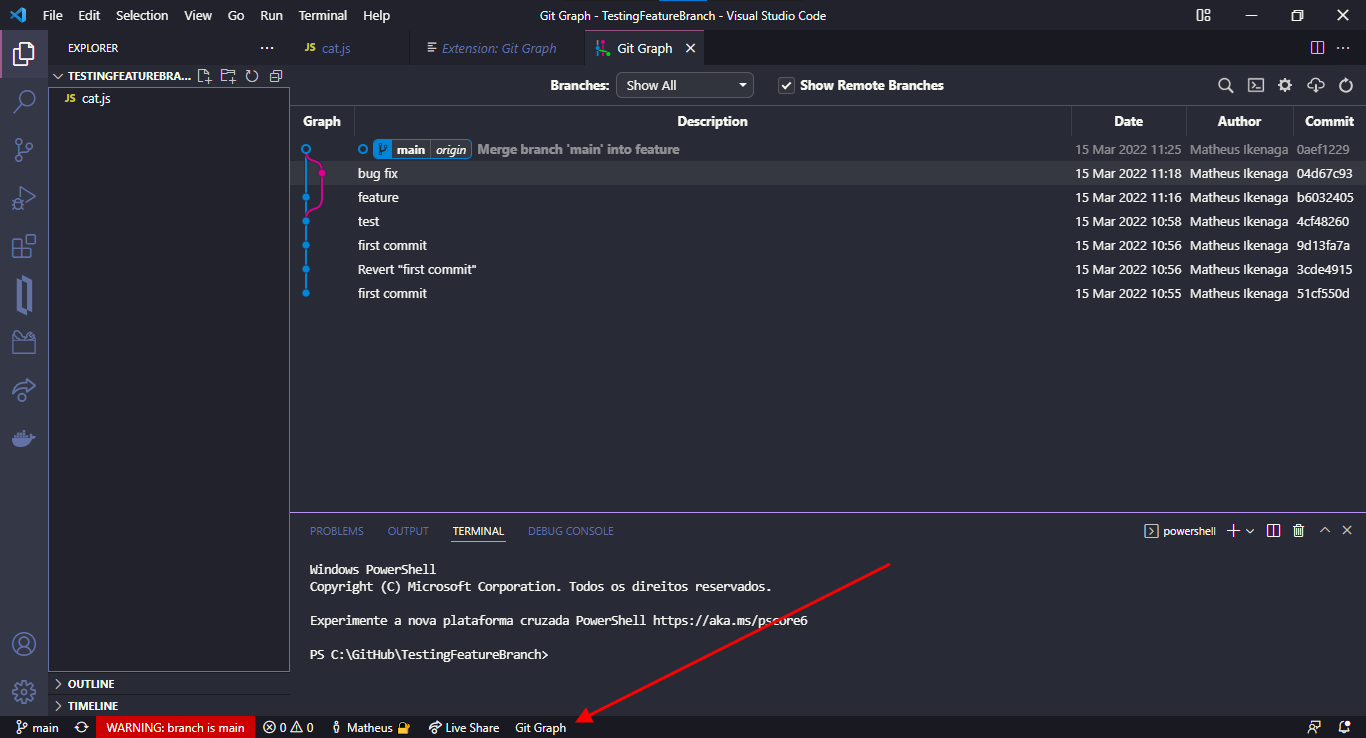 File Edit Selection View Go Run Terminal Help
Git Graph - TestingFeatureBranch - Visual Studio Code
EXPLORER
JS cat.js
Extension: Git Graph
Git Graph
TESTINGFEATUREBRA...
JS cat.js
Branches: Show All
Show Remote Branches
Graph Description Date Author Commit
main origin Merge branch 'main' into feature 15 Mar 2022 11:25 Matheus Ikenaga 0aef1229
bug fix 15 Mar 2022 11:18 Matheus Ikenaga 04d67c93
feature 15 Mar 2022 11:16 Matheus Ikenaga b6032405
test 15 Mar 2022 10:58 Matheus Ikenaga 4cf48260
first commit 15 Mar 2022 10:56 Matheus Ikenaga 9d13fa7a
Revert "first commit" 15 Mar 2022 10:56 Matheus Ikenaga 3cde4915
first commit 15 Mar 2022 10:55 Matheus Ikenaga 51cf550d
PROBLEMS OUTPUT TERMINAL DEBUG CONSOLE
powershell
Windows PowerShell
Copyright (C) Microsoft Corporation. Todos os direitos reservados.
Experimente a nova plataforma cruzada PowerShell https://aka.ms/pscore6
PS C:\GitHub\TestingFeatureBranch>
OUTLINE
TIMELINE
main WARNING: branch is main 0 0 Matheus Live Share Git Graph